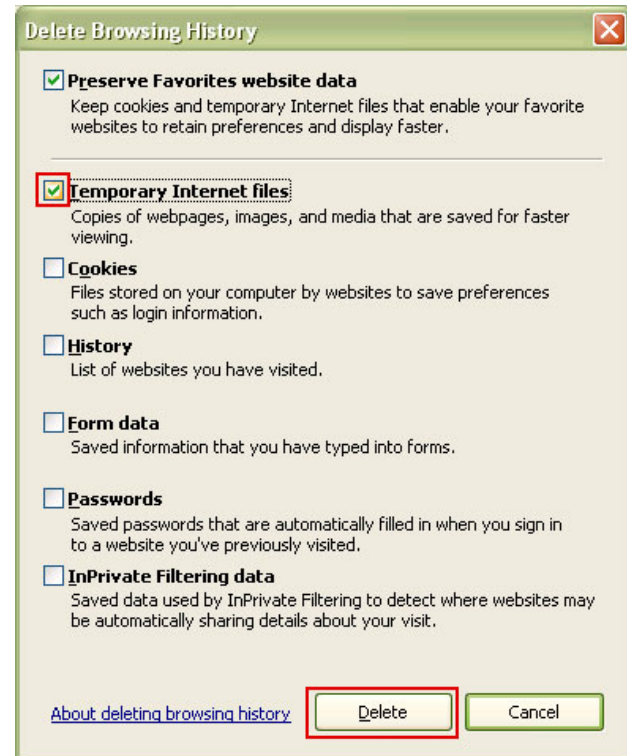 Delete Browsing History
Preserve Favorites website data
Keep cookies and temporary Internet files that enable your favorite
websites to retain preferences and display faster.
Temporary Internet files
Copies of webpages, images, and media that are saved for faster
viewing.
Cookies
Files stored on your computer by websites to save preferences
such as login information.
History
List of websites you have visited.
Form data
Saved information that you have typed into forms.
Passwords
Saved passwords that are automatically filled in when you sign in
to a website you've previously visited.
InPrivate Filtering data
Saved data used by InPrivate Filtering to detect where websites may
be automatically sharing details about your visit.
About deleting browsing history Delete Cancel